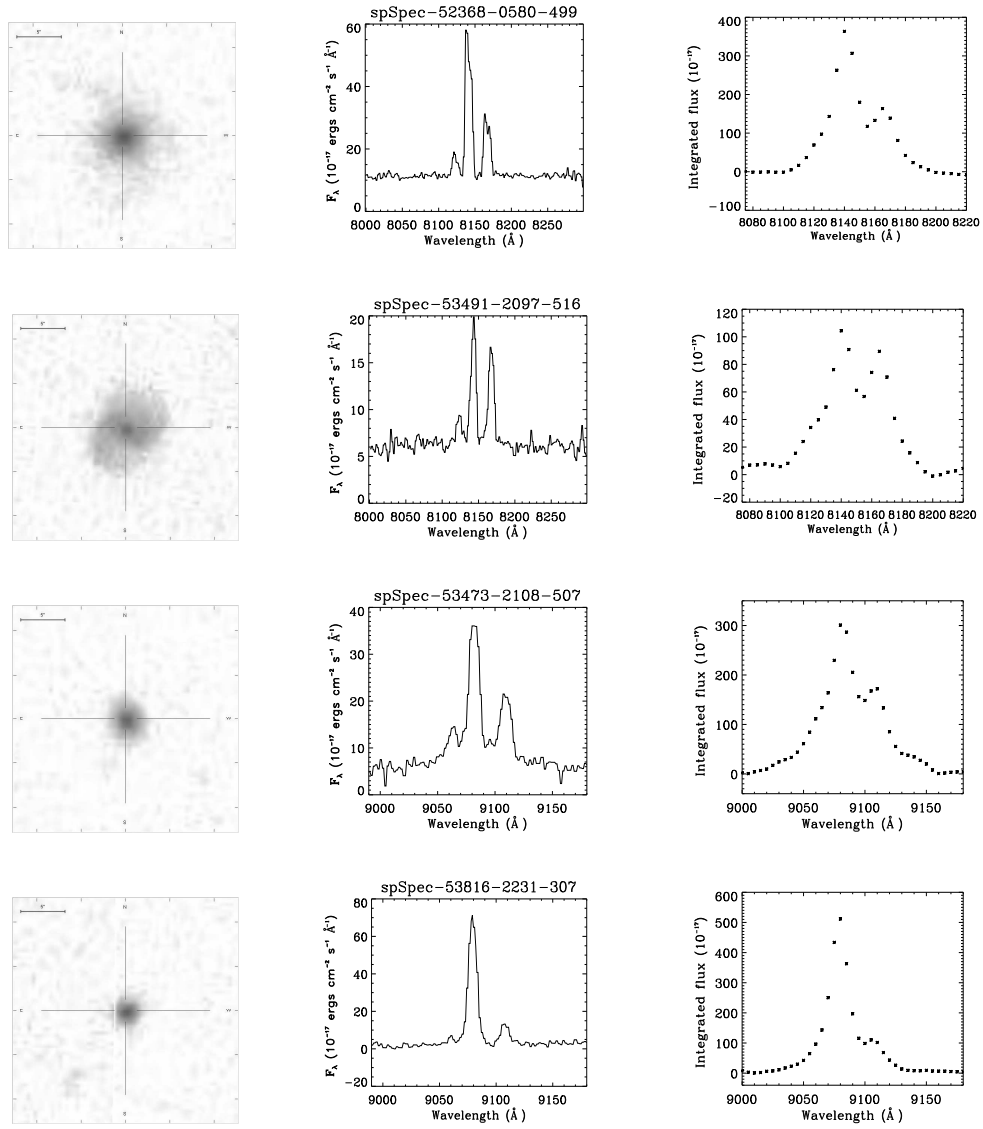 5"
N
E
W
S
spSpec-52368-0580-499
F_λ (10⁻¹⁷ ergs cm⁻² s⁻¹ Å⁻¹)
60
40
20
0
8000 8050 8100 8150 8200 8250
Wavelength (Å)
Integrated flux (10⁻¹⁷)
400
300
200
100
0
-100
8080 8100 8120 8140 8160 8180 8200 8220
Wavelength (Å)
5"
N
E
W
S
spSpec-53491-2097-516
F_λ (10⁻¹⁷ ergs cm⁻² s⁻¹ Å⁻¹)
20
15
10
5
0
8000 8050 8100 8150 8200 8250
Wavelength (Å)
Integrated flux (10⁻¹⁷)
120
100
80
60
40
20
0
-20
8080 8100 8120 8140 8160 8180 8200 8220
Wavelength (Å)
5"
N
E
W
S
spSpec-53473-2108-507
F_λ (10⁻¹⁷ ergs cm⁻² s⁻¹ Å⁻¹)
40
30
20
10
0
9000 9050 9100 9150
Wavelength (Å)
Integrated flux (10⁻¹⁷)
300
200
100
0
9000 9050 9100 9150
Wavelength (Å)
5"
N
E
W
S
spSpec-53816-2231-307
F_λ (10⁻¹⁷ ergs cm⁻² s⁻¹ Å⁻¹)
80
60
40
20
0
-20
9000 9050 9100 9150
Wavelength (Å)
Integrated flux (10⁻¹⁷)
600
500
400
300
200
100
0
9000 9050 9100 9150
Wavelength (Å)